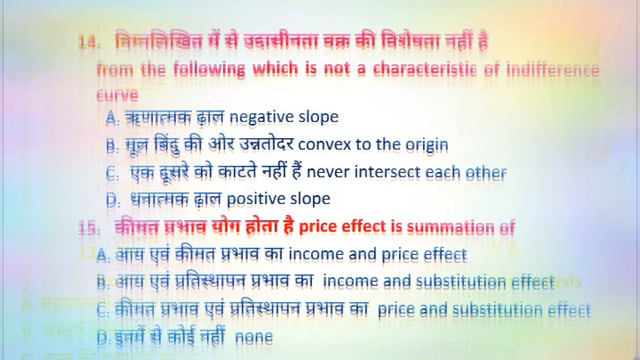 14. निम्नलिखित में से उदासीनता वक्र की विशेषता नहीं है
from the following which is not a characteristic of indifference
curve
A. ऋणात्मक ढ़ाल negative slope
B. मूल बिंदु की ओर उन्नतोदर convex to the origin
C. एक दूसरे को काटते नहीं हैं never intersect each other
D. धनात्मक ढ़ाल positive slope
15. कीमत प्रभाव योग होता है price effect is summation of
A. आय एवं कीमत प्रभाव का income and price effect
B. आय एवं प्रतिस्थापन प्रभाव का income and substitution effect
C. कीमत प्रभाव एवं प्रतिस्थापन प्रभाव का price and substitution effect
D. इनमें से कोई नहीं none